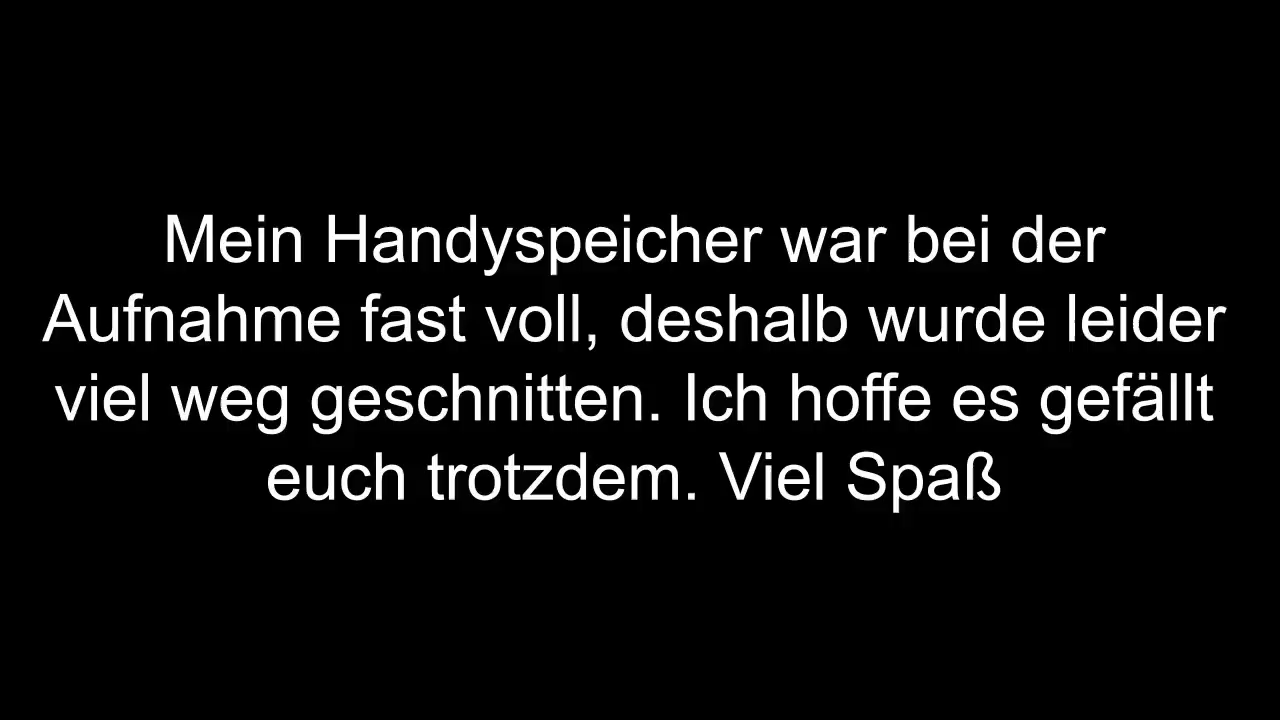 Mein Handyspeicher war bei der
Aufnahme fast voll, deshalb wurde leider
viel weg geschnitten. Ich hoffe es gefällt
euch trotzdem. Viel Spaß